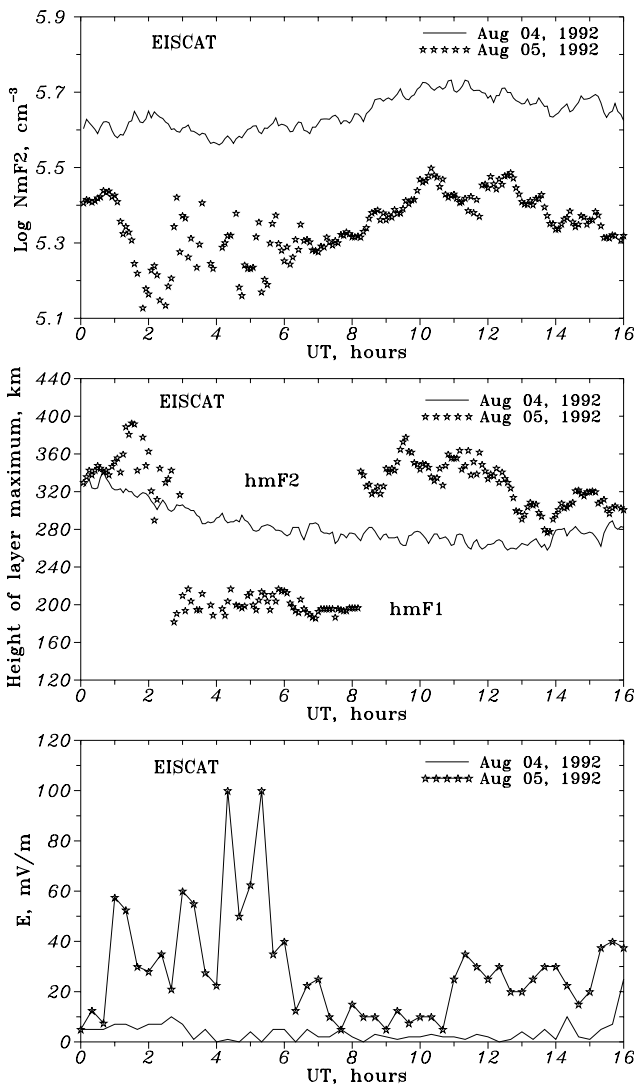 5.9
EISCAT
Aug 04, 1992
Aug 05, 1992
5.7
5.5
5.3
5.1
Log NmF2, cm⁻³
0 2 4 6 8 10 12 14 16
UT, hours
440
EISCAT
Aug 04, 1992
Aug 05, 1992
400
360
hmF2
320
280
240
200
hmF1
160
120
Height of layer maximum, km
0 2 4 6 8 10 12 14 16
UT, hours
120
EISCAT
Aug 04, 1992
Aug 05, 1992
100
80
60
40
20
0
E, mV/m
0 2 4 6 8 10 12 14 16
UT, hours